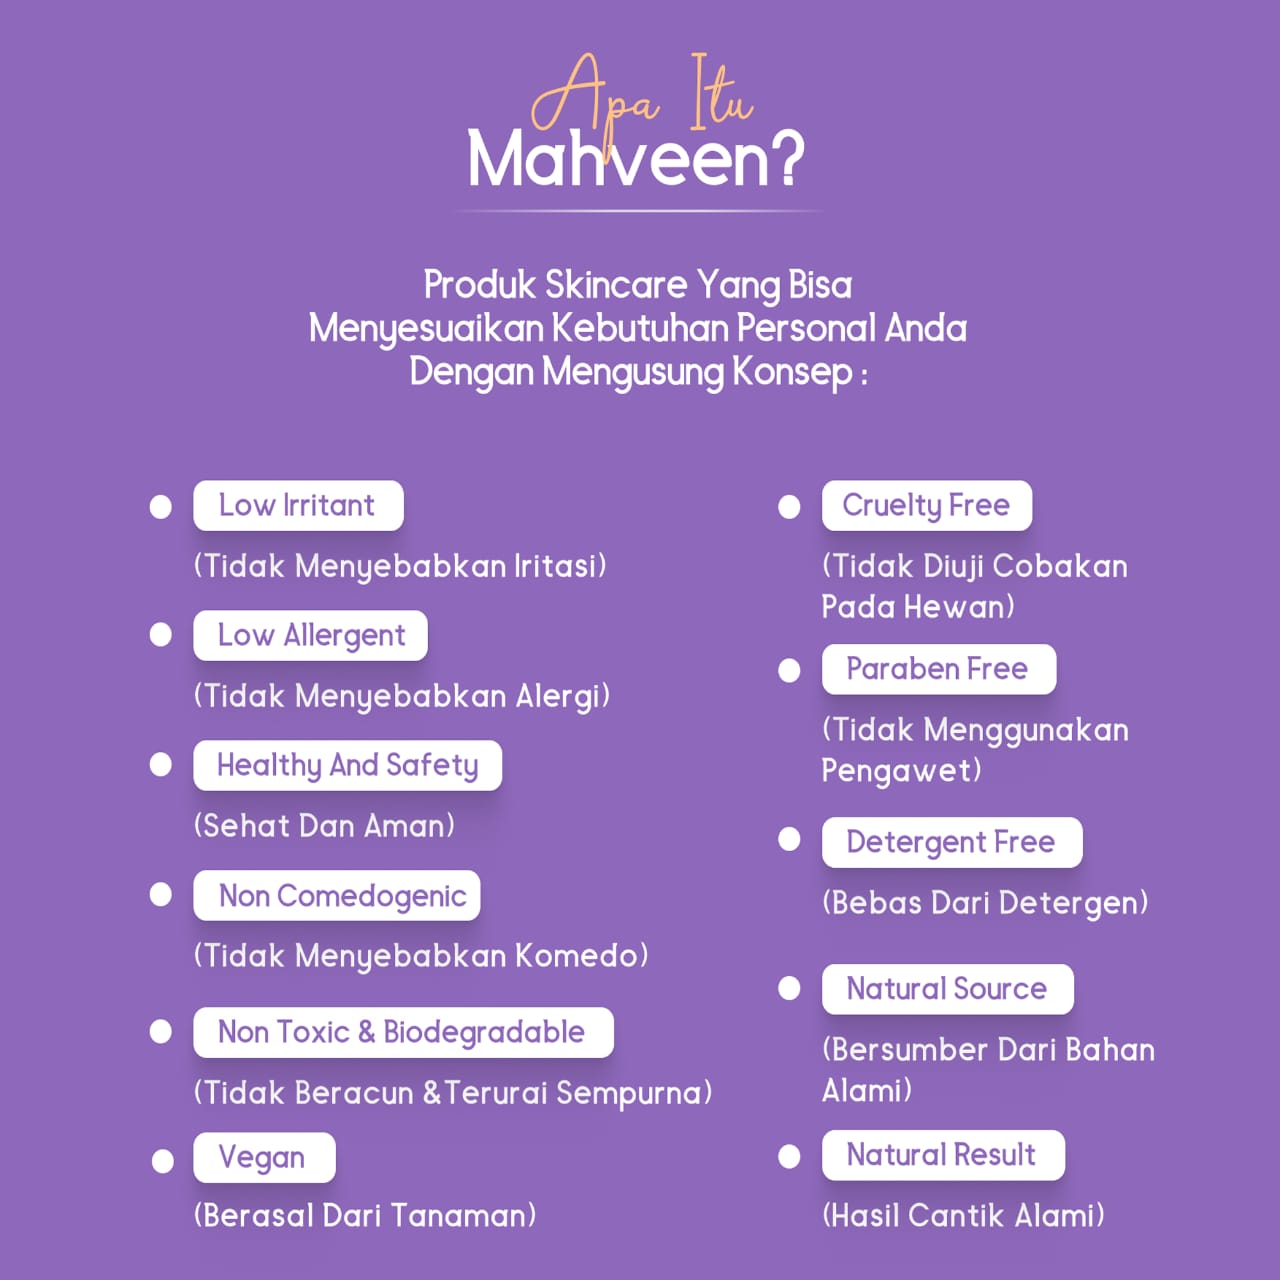 Apa Itu
Mahveen?
Produk Skincare Yang Bisa
Menyesuaikan Kebutuhan Personal Anda
Dengan Mengusung Konsep :
Low Irritant
(Tidak Menyebabkan Iritasi)
Low Allergent
(Tidak Menyebabkan Alergi)
Healthy And Safety
(Sehat Dan Aman)
Non Comedogenic
(Tidak Menyebabkan Komedo)
Non Toxic & Biodegradable
(Tidak Beracun &Terurai Sempurna)
Vegan
(Berasal Dari Tanaman)
Cruelty Free
(Tidak Diuji Cobakan
Pada Hewan)
Paraben Free
(Tidak Menggunakan
Pengawet)
Detergent Free
(Bebas Dari Detergen)
Natural Source
(Bersumber Dari Bahan
Alami)
Natural Result
(Hasil Cantik Alami)